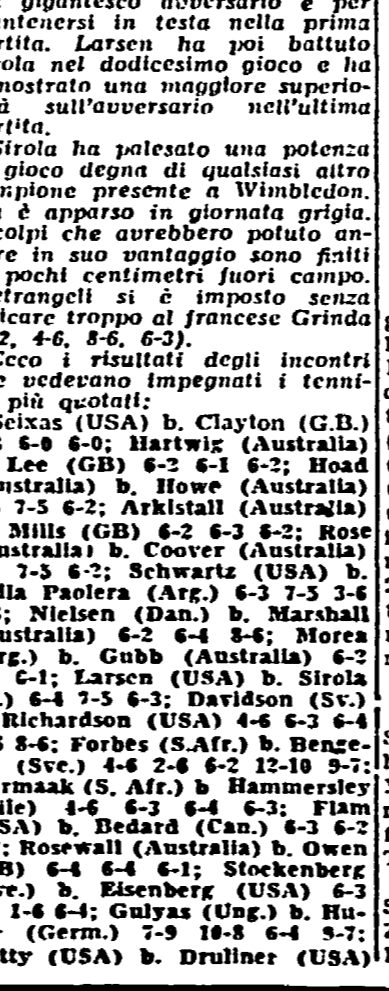 gigantesco avversario e per
ntenersi in testa nella prima
rtita. Larsen ha poi battuto
ola nel dodicesimo gioco e ha
mostrato una maggiore superio-
à sull'avversario nell'ultima
rtita.
Sirola ha palesato una potenza
gioco degna di qualsiasi altro
mpione presente a Wimbledon.
è apparso in giornata grigia.
colpi che avrebbero potuto an-
re in suo vantaggio sono finiti
pochi centimetri fuori campo.
etrangeli si è imposto senza
icare troppo al francese Grinda
2, 4-6, 8-6, 6-3).
Ecco i risultati degli incontri
e vedevano impegnati i tenni-
più quotati:
Seixas (USA) b. Clayton (G.B.)
6-0 6-0; Hartwig (Australia)
Lee (GB) 6-2 6-1 6-2; Hoad
ustralia) b. Howe (Australia)
7-5 6-2; Arkistall (Australia)
Mills (GB) 6-2 6-3 6-2; Rose
ustralia) b. Coover (Australia)
7-5 6-2; Schwartz (USA) b.
lla Paolera (Arg.) 6-3 7-5 3-6
; Nielsen (Dan.) b. Marshall
ustralia) 6-2 6-4 8-6; Morea
rg.) b. Gubb (Australia) 6-2
6-1; Larsen (USA) b. Sirola
.) 6-4 7-5 6-3; Davidson (Sv.)
Richardson (USA) 4-6 6-3 6-4
8-6; Forbes (S.Afr.) b. Benge-
(Sve.) 4-6 2-6 6-2 12-10 9-7;
rmaak (S. Afr.) b Hammersley
ile) 4-6 6-3 6-4 6-3; Flam
SA) b. Bedard (Can.) 6-3 6-2
; Rosewall (Australia) b. Owen
B) 6-4 6-4 6-1; Stockenberg
ve.) b. Eisenberg (USA) 6-3
1-6 6-4; Gulyas (Ung.) b. Hu-
(Germ.) 7-9 10-8 6-4 9-7;
tty (USA) b. Druliner (USA)